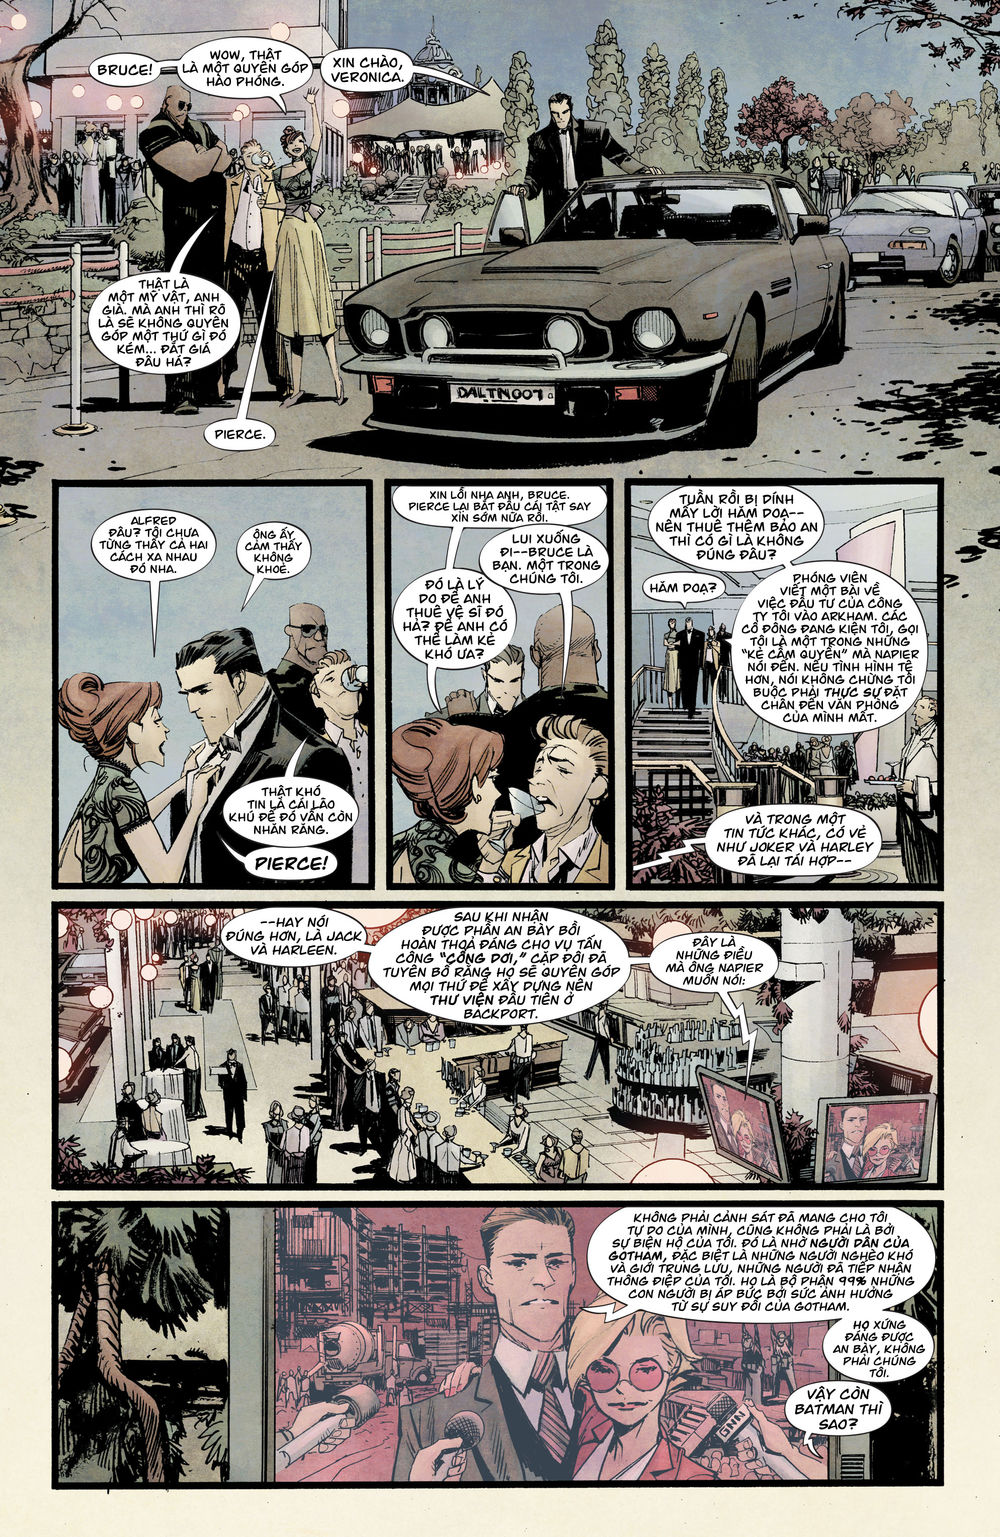 BRUCE!
WOW, THẬT
LÀ MỘT QUYÊN GÓP
HÀO PHÓNG.
XIN CHÀO,
VERONICA.
THẬT LÀ
MỘT MỸ VẬT, ANH
GIÀ. MÀ ANH THÌ RÕ
LÀ SẼ KHÔNG QUYÊN
GÓP MỘT THỨ GÌ ĐÓ
KÉM... ĐẮT GIÁ
ĐÂU HẢ?
PIERCE.
DALTN007
ALFRED
ĐÂU? TÔI CHƯA
TỪNG THẤY CẢ HAI
CÁCH XA NHAU
ĐÓ NHA.
ỔNG ẤY
CẢM THẤY
KHÔNG
KHOẺ.
THẬT KHÓ
TIN LÀ CÁI LÃO
KHÚ ĐẾ ĐÓ VẪN CÒN
NHĂN RĂNG.
PIERCE!
XIN LỖI NHA ANH, BRUCE.
PIERCE LẠI BẮT ĐẦU CÁI TẬT SAY
XỈN SỚM NỮA RỒI.
LUI XUỐNG
ĐI--BRUCE LÀ
BẠN. MỘT TRONG
CHÚNG TÔI.
ĐÓ LÀ LÝ
DO ĐỂ ANH
THUÊ VỆ SĨ ĐÓ
HẢ? ĐỂ ANH CÓ
THỂ LÀM KẺ
KHÓ ƯA?
TUẦN RỒI BỊ DÍNH
MẤY LỜI HĂM DOẠ--
NÊN THUÊ THÊM BẢO AN
THÌ CÓ GÌ LÀ KHÔNG
ĐÚNG ĐÂU?
HĂM DOẠ?
PHÓNG VIÊN
VIẾT MỘT BÀI VỀ
VIỆC ĐẦU TƯ CỦA CÔNG
TY TÔI VÀO ARKHAM. CÁC
CỔ ĐÔNG ĐANG KIỆN TÔI, GỌI
TÔI LÀ MỘT TRONG NHỮNG
"KẺ CẦM QUYỀN" MÀ NAPIER
NÓI ĐẾN. NẾU TÌNH HÌNH TỆ
HƠN, NÓI KHÔNG CHỪNG TÔI
BUỘC PHẢI THỰC SỰ ĐẶT
CHÂN ĐẾN VĂN PHÒNG
CỦA MÌNH MẤT.
VÀ TRONG MỘT
TIN TỨC KHÁC, CÓ VẺ
NHƯ JOKER VÀ HARLEY
ĐÃ LẠI TÁI HỢP--
--HAY NÓI
ĐÚNG HƠN, LÀ JACK
VÀ HARLEEN.
SAU KHI NHẬN
ĐƯỢC PHẦN AN BÀY BỒI
HOÀN THOẢ ĐÁNG CHO VỤ TẤN
CÔNG "CỔNG DƠI," CẶP ĐÔI ĐÃ
TUYÊN BỐ RẰNG HỌ SẼ QUYÊN GÓP
MỌI THỨ ĐỂ XÂY DỰNG NÊN
THƯ VIỆN ĐẦU TIÊN Ở
BACKPORT.
ĐÂY LÀ
NHỮNG ĐIỀU
MÀ ÔNG NAPIER
MUỐN NÓI:
KHÔNG PHẢI CẢNH SÁT ĐÃ MANG CHO TÔI
TỰ DO CỦA MÌNH, CŨNG KHÔNG PHẢI LÀ BỞI
SỰ BIỆN HỘ CỦA TÔI. ĐÓ LÀ NHỜ NGƯỜI DÂN CỦA
GOTHAM, ĐẶC BIỆT LÀ NHỮNG NGƯỜI NGHÈO KHÓ
VÀ GIỚI TRUNG LƯU, NHỮNG NGƯỜI ĐÃ TIẾP NHẬN
THÔNG ĐIỆP CỦA TÔI. HỌ LÀ BỘ PHẬN 99% NHỮNG
CON NGƯỜI BỊ ÁP BỨC BỞI SỨC ẢNH HƯỞNG
TỪ SỰ SUY ĐỒI CỦA GOTHAM.
HỌ XỨNG
ĐÁNG ĐƯỢC
AN BÀY, KHÔNG
PHẢI CHÚNG
TÔI.
VẬY CÒN
BATMAN THÌ
SAO?
GNN